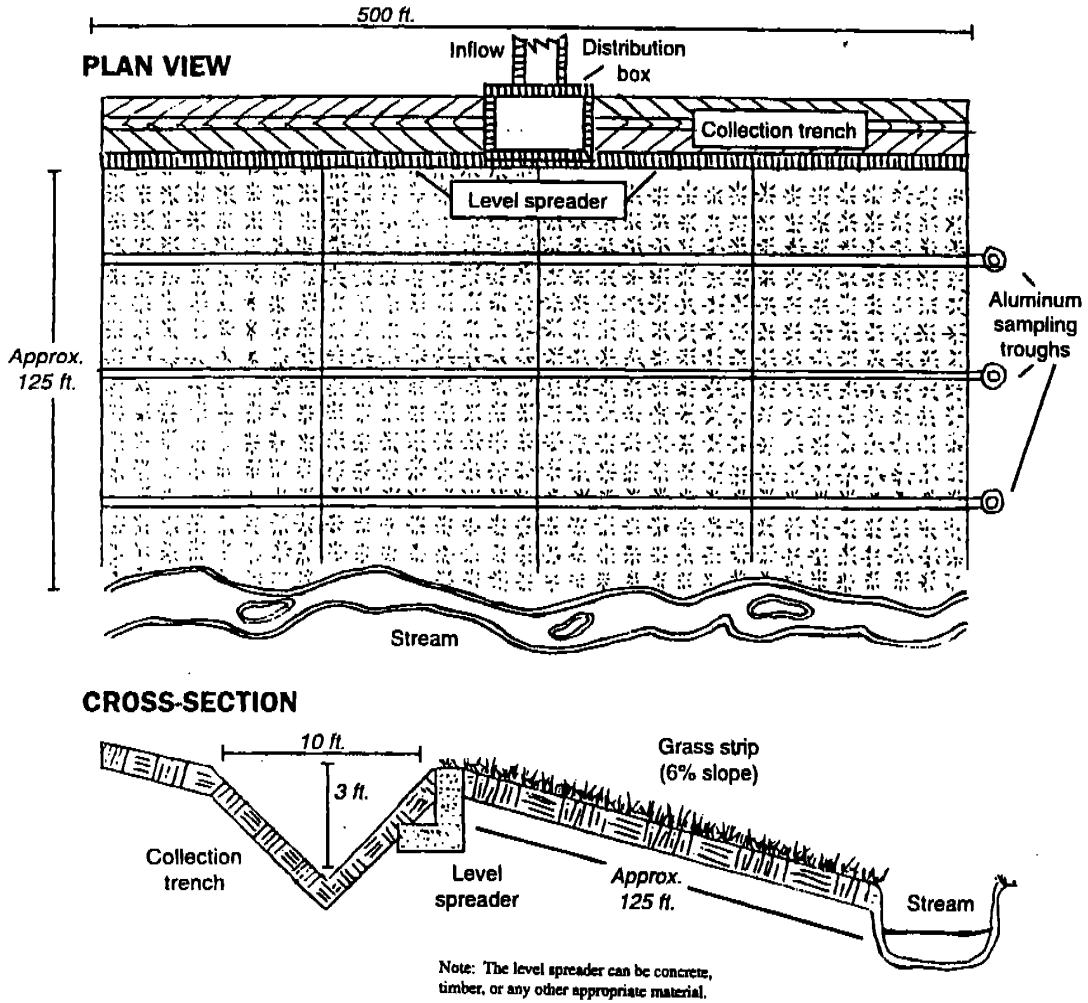 500 ft.
PLAN VIEW
Inflow
Distribution
box
Collection trench
Level spreader
Approx.
125 ft.
Aluminum
sampling
troughs
Stream
CROSS-SECTION
10 ft.
3 ft.
Grass strip
(6% slope)
Collection
trench
Level
spreader
Approx.
125 ft.
Stream
Note: The level spreader can be concrete,
timber, or any other appropriate material.